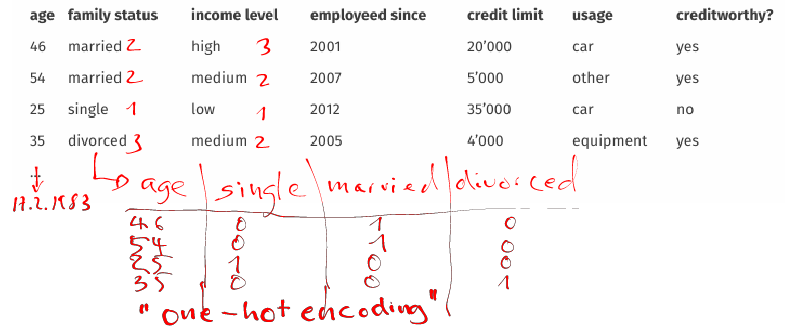 age family status income level employeed since credit limit usage creditworthy?
46 married 2 high 3 2001 20’000 car yes
54 married 2 medium 2 2007 5’000 other yes
25 single 1 low 1 2012 35’000 car no
35 divorced 3 medium 2 2005 4’000 equipment yes
...
17.2.1983
age single married divorced
46 0 1 0
54 0 1 0
25 1 0 0
35 0 0 1
"one-hot encoding"